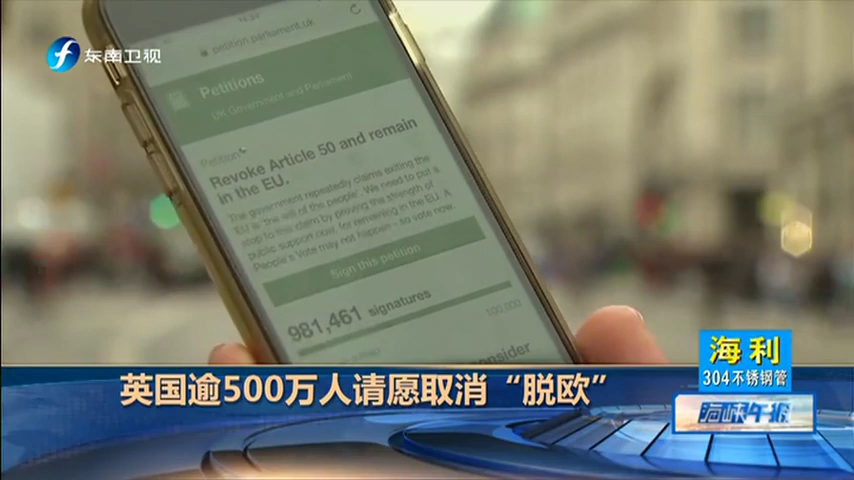 东南卫视
petition.parliament.uk
Petitions
UK Government and Parliament
Petition
Revoke Article 50 and remain
in the EU.
The government repeatedly claims exiting the
EU is 'the will of the people'. We need to put a
stop to this claim by proving the strength of
public support now, for remaining in the EU. A
People's Vote may not happen - so vote now.
Sign this petition
981,461 signatures
100,000
consider
英国逾500万人请愿取消“脱欧”
海利
304不锈钢管
海峡午报